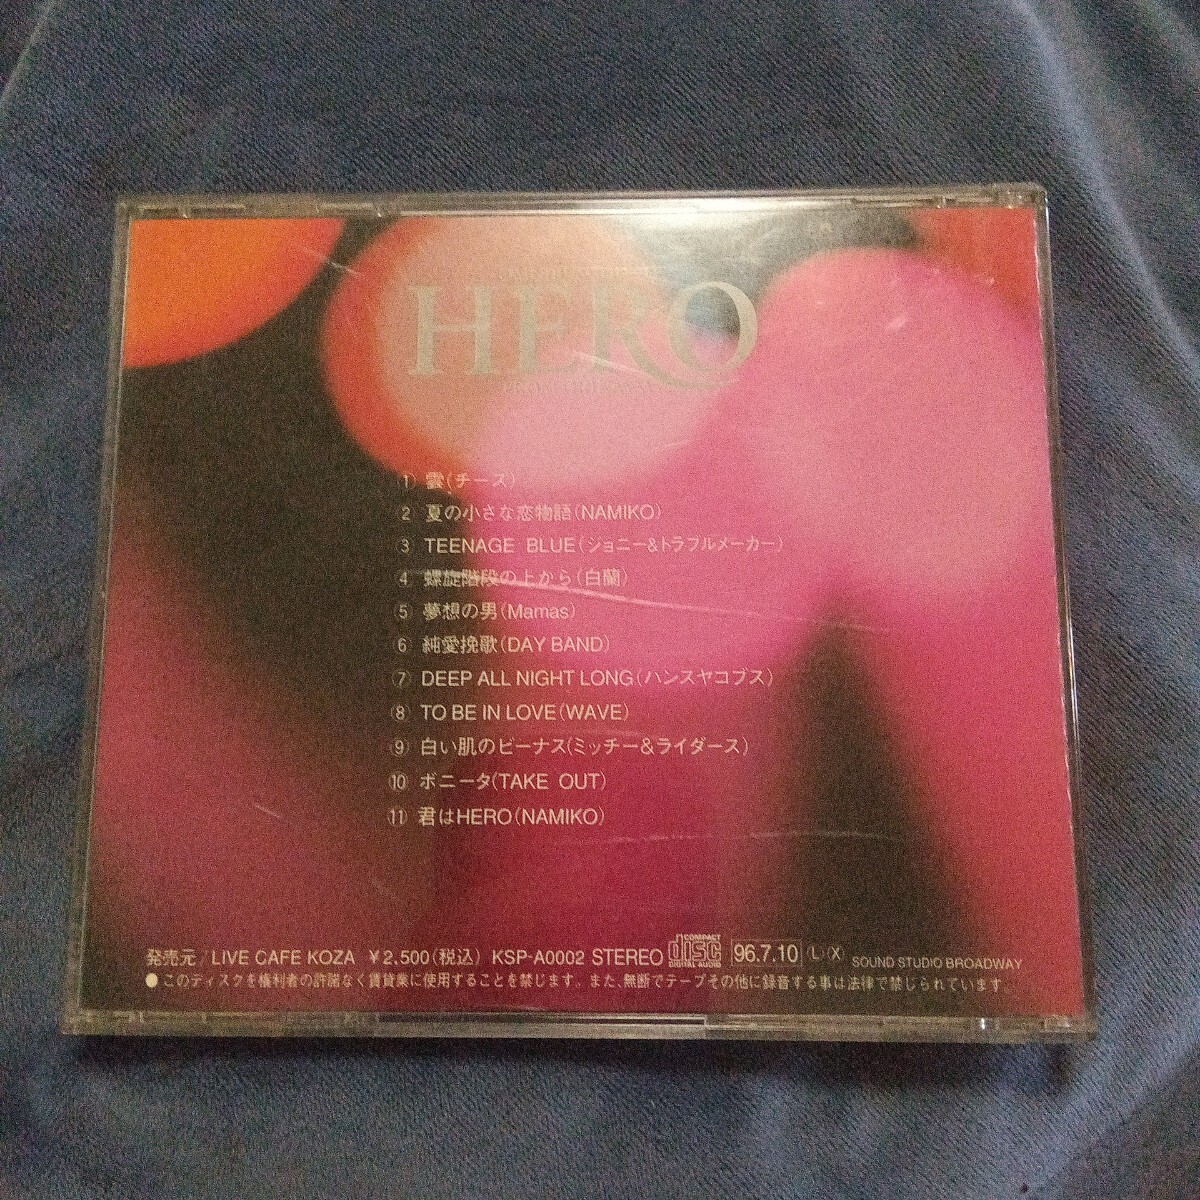 HERO
① 雲(チーズ)
② 夏の小さな恋物語(NAMIKO)
③ TEENAGE BLUE(ジョニー&トラブルメーカー)
④ 螺旋階段の上から(白蘭)
⑤ 夢想の男(Mamas)
⑥ 純愛挽歌(DAY BAND)
⑦ DEEP ALL NIGHT LONG(ハンスヤコブス)
⑧ TO BE IN LOVE(WAVE)
⑨ 白い肌のビーナス(ミッチー&ライダース)
⑩ ボニータ(TAKE OUT)
⑪ 君はHERO(NAMIKO)
発売元/LIVE CAFE KOZA ¥2,500(税込) KSP-A0002 STEREO COMPACT disc DIGITAL AUDIO 96.7.10 (L)(X) SOUND STUDIO BROADWAY
●このディスクを権利者の許諾なく賃貸業に使用することを禁じます。また、無断でテープその他に録音する事は法律で禁じられています。